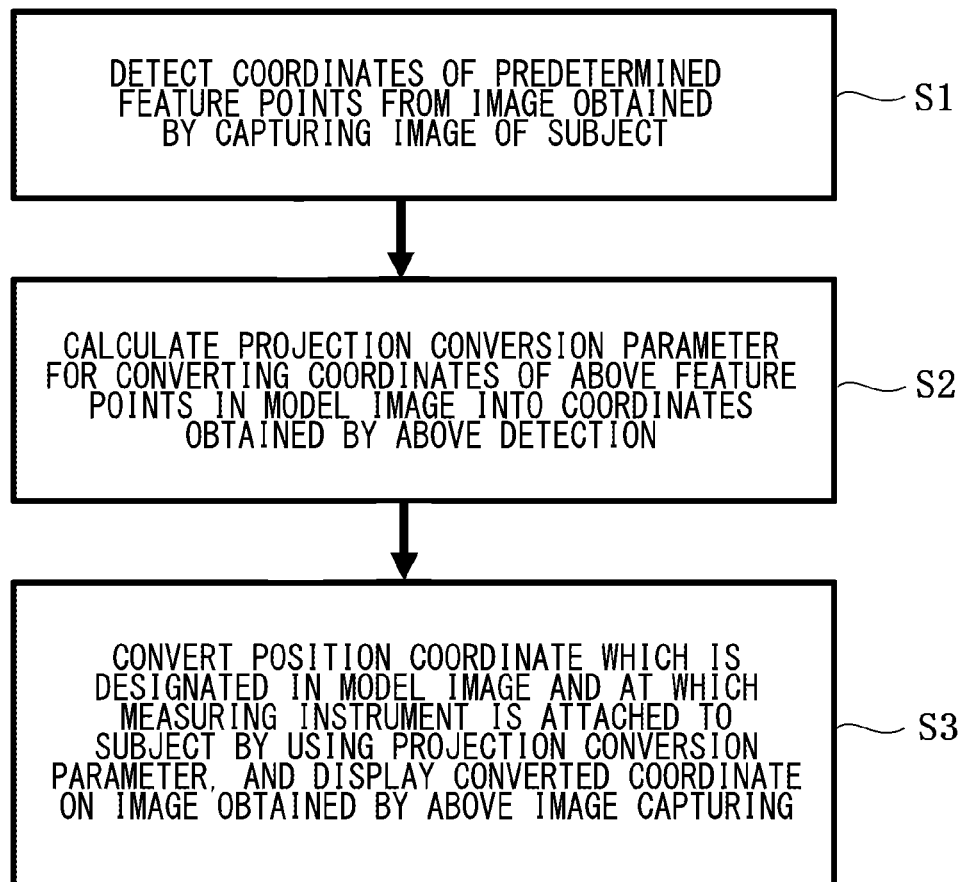 DETECT COORDINATES OF PREDETERMINED
FEATURE POINTS FROM IMAGE OBTAINED
BY CAPTURING IMAGE OF SUBJECT
S1
CALCULATE PROJECTION CONVERSION PARAMETER
FOR CONVERTING COORDINATES OF ABOVE FEATURE
POINTS IN MODEL IMAGE INTO COORDINATES
OBTAINED BY ABOVE DETECTION
S2
CONVERT POSITION COORDINATE WHICH IS
DESIGNATED IN MODEL IMAGE AND AT WHICH
MEASURING INSTRUMENT IS ATTACHED TO
SUBJECT BY USING PROJECTION CONVERSION
PARAMETER, AND DISPLAY CONVERTED COORDINATE
ON IMAGE OBTAINED BY ABOVE IMAGE CAPTURING
S3